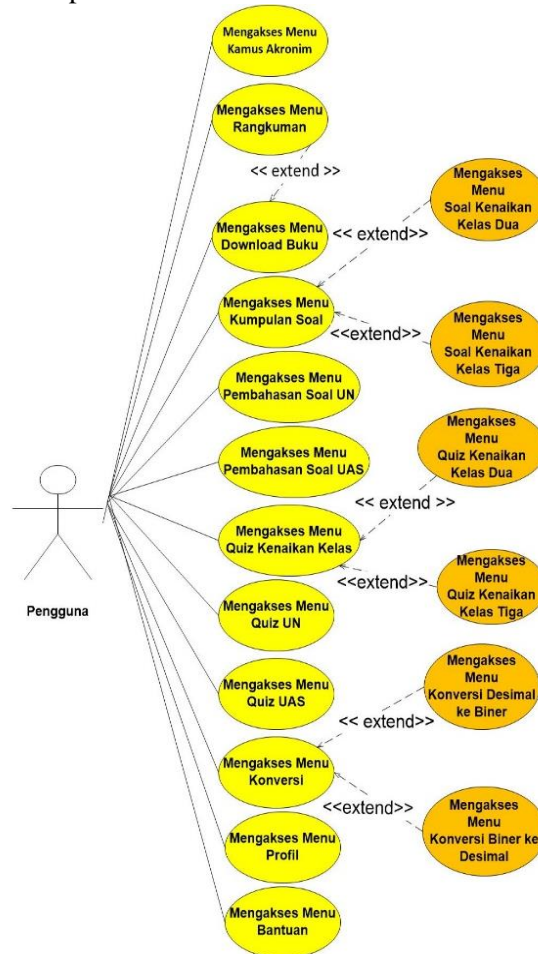 Mengakses Menu
Kamus Akronim
Mengakses Menu
Rangkuman
<< extend >>
Mengakses
Menu
Soal Kenaikan
Kelas Dua
Mengakses Menu
Download Buku
<< extend>>
Mengakses Menu
Kumpulan Soal
<<extend>>
Mengakses
Menu
Soal Kenaikan
Kelas Tiga
Mengakses Menu
Pembahasan Soal UN
Mengakses
Menu
Quiz Kenaikan
Kelas Dua
Mengakses Menu
Pembahasan Soal UAS
<< extend >>
Pengguna
Mengakses Menu
Quiz Kenaikan Kelas
<<extend>>
Mengakses
Menu
Quiz Kenaikan
Kelas Tiga
Mengakses Menu
Quiz UN
Mengakses
Menu
Konversi Desimal
ke Biner
Mengakses Menu
Quiz UAS
<< extend>>
Mengakses Menu
Konversi
<<extend>>
Mengakses
Menu
Konversi Biner ke
Desimal
Mengakses Menu
Profil
Mengakses Menu
Bantuan